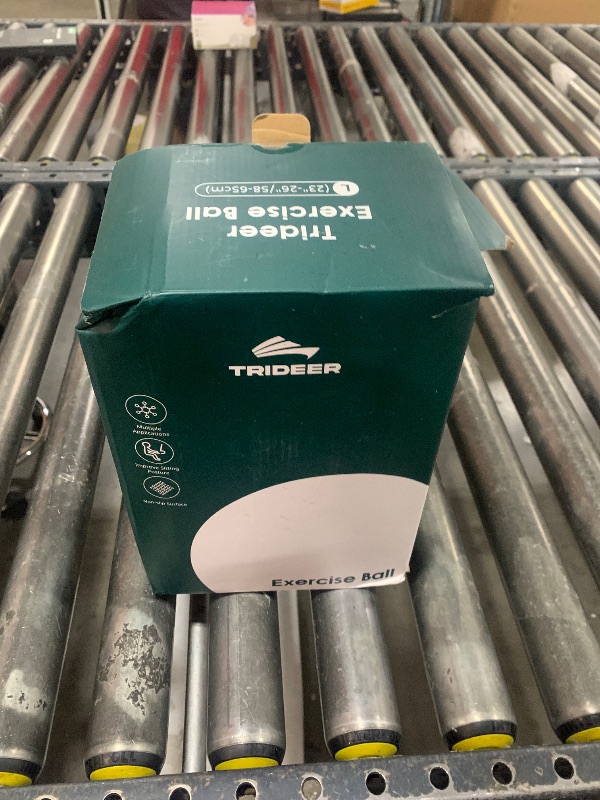 Trideer
Exercise Ball
L (23"-26"/58-65cm)
TRIDEER
Multiple
Applications
Improve Sitting
Posture
Non-slip Surface
Exercise Ball